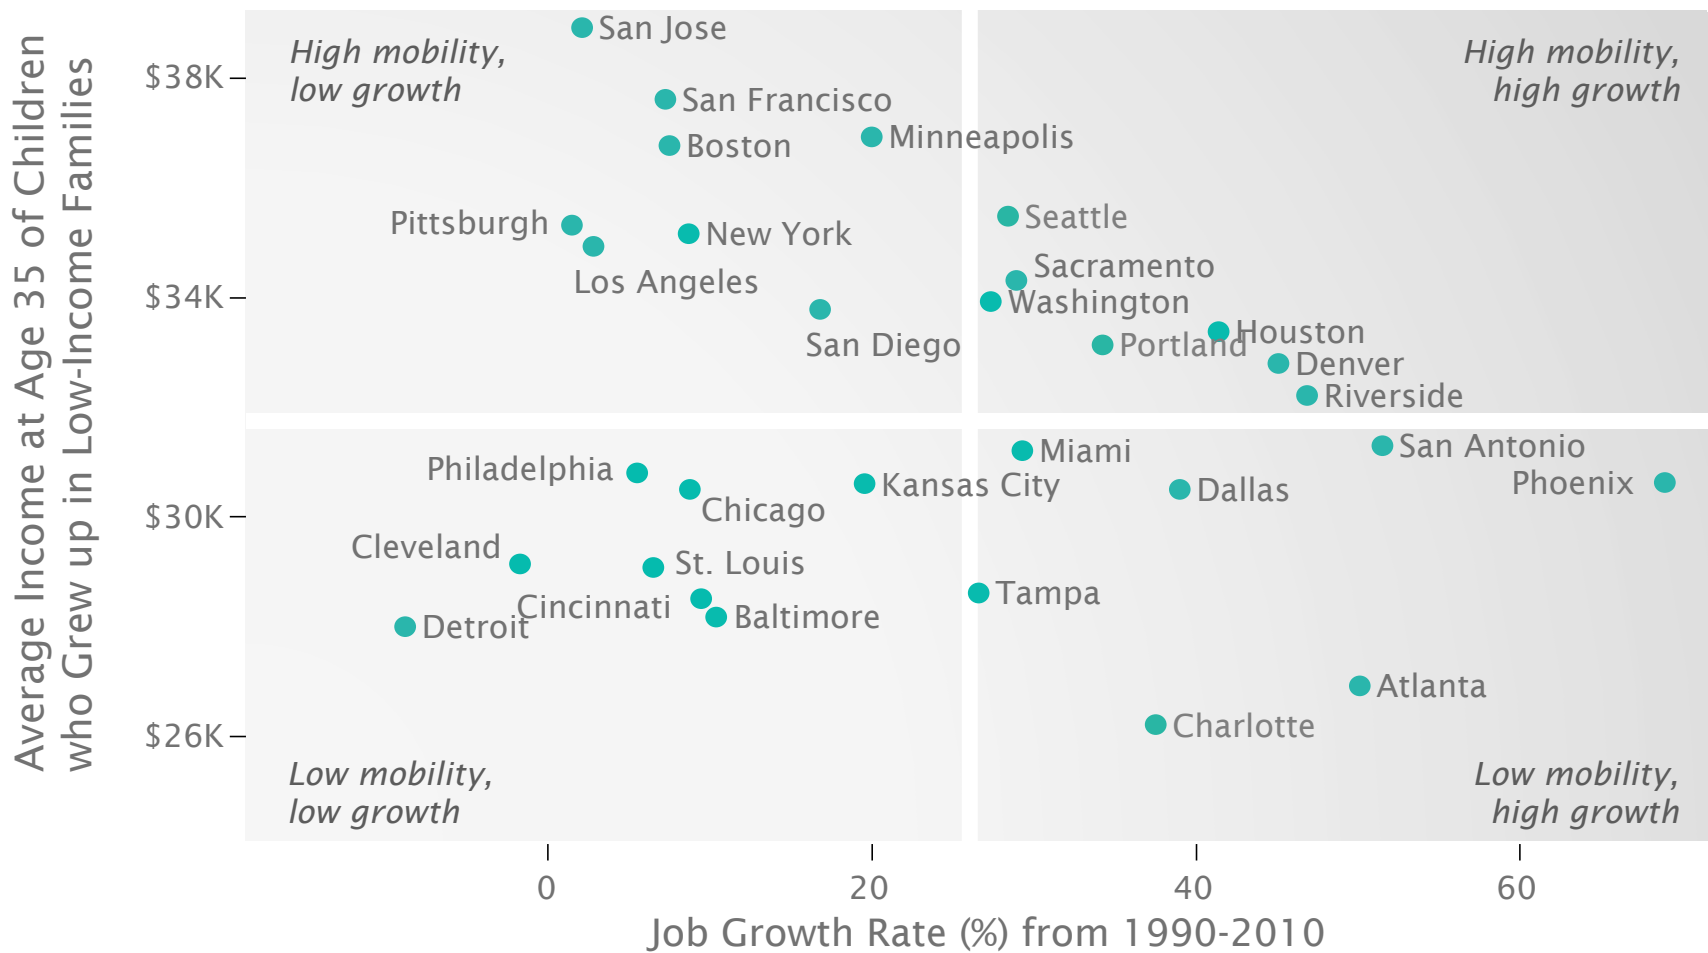 Average Income at Age 35 of Children
who Grew up in Low-Income Families
$38K
$34K
$30K
$26K
High mobility,
low growth
High mobility,
high growth
San Jose
San Francisco
Minneapolis
Boston
Seattle
Pittsburgh
New York
Sacramento
Los Angeles
Washington
Houston
San Diego
Portland
Denver
Riverside
San Antonio
Miami
Philadelphia
Phoenix
Kansas City
Dallas
Chicago
Cleveland
St. Louis
Tampa
Cincinnati
Baltimore
Detroit
Atlanta
Charlotte
Low mobility,
low growth
Low mobility,
high growth
0
20
40
60
Job Growth Rate (%) from 1990-2010